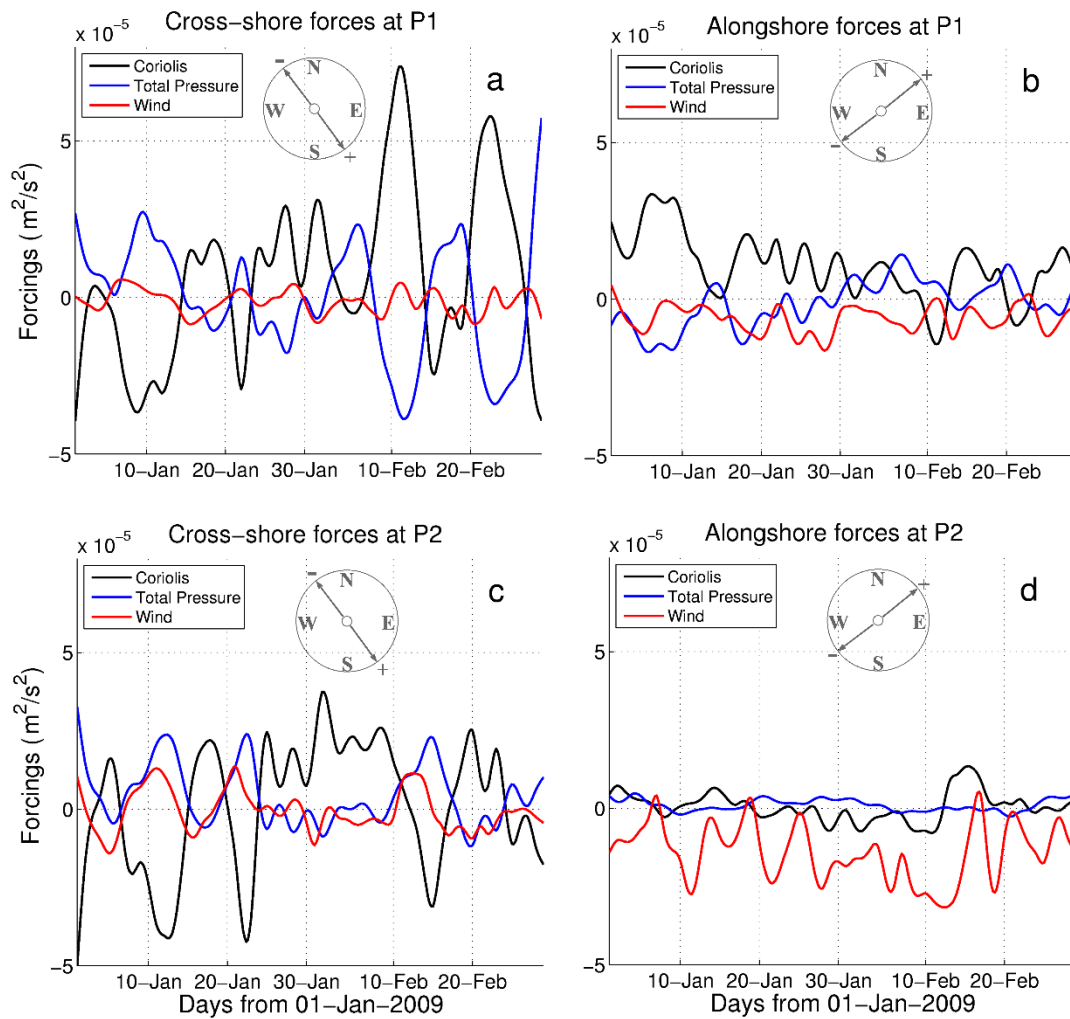 Cross-shore forces at P1
x 10⁻⁵
Coriolis
Total Pressure
Wind
a
-
N
W
E
S
+
5
0
-5
Forcings (m²/s²)
10-Jan 20-Jan 30-Jan 10-Feb 20-Feb
Alongshore forces at P1
x 10⁻⁵
Coriolis
Total Pressure
Wind
b
N
+
W
E
-
S
5
0
-5
10-Jan 20-Jan 30-Jan 10-Feb 20-Feb
Cross-shore forces at P2
x 10⁻⁵
Coriolis
Total Pressure
Wind
c
-
N
W
E
S
+
5
0
-5
Forcings (m²/s²)
10-Jan 20-Jan 30-Jan 10-Feb 20-Feb
Days from 01-Jan-2009
Alongshore forces at P2
x 10⁻⁵
Coriolis
Total Pressure
Wind
d
N
+
W
E
-
S
5
0
-5
10-Jan 20-Jan 30-Jan 10-Feb 20-Feb
Days from 01-Jan-2009